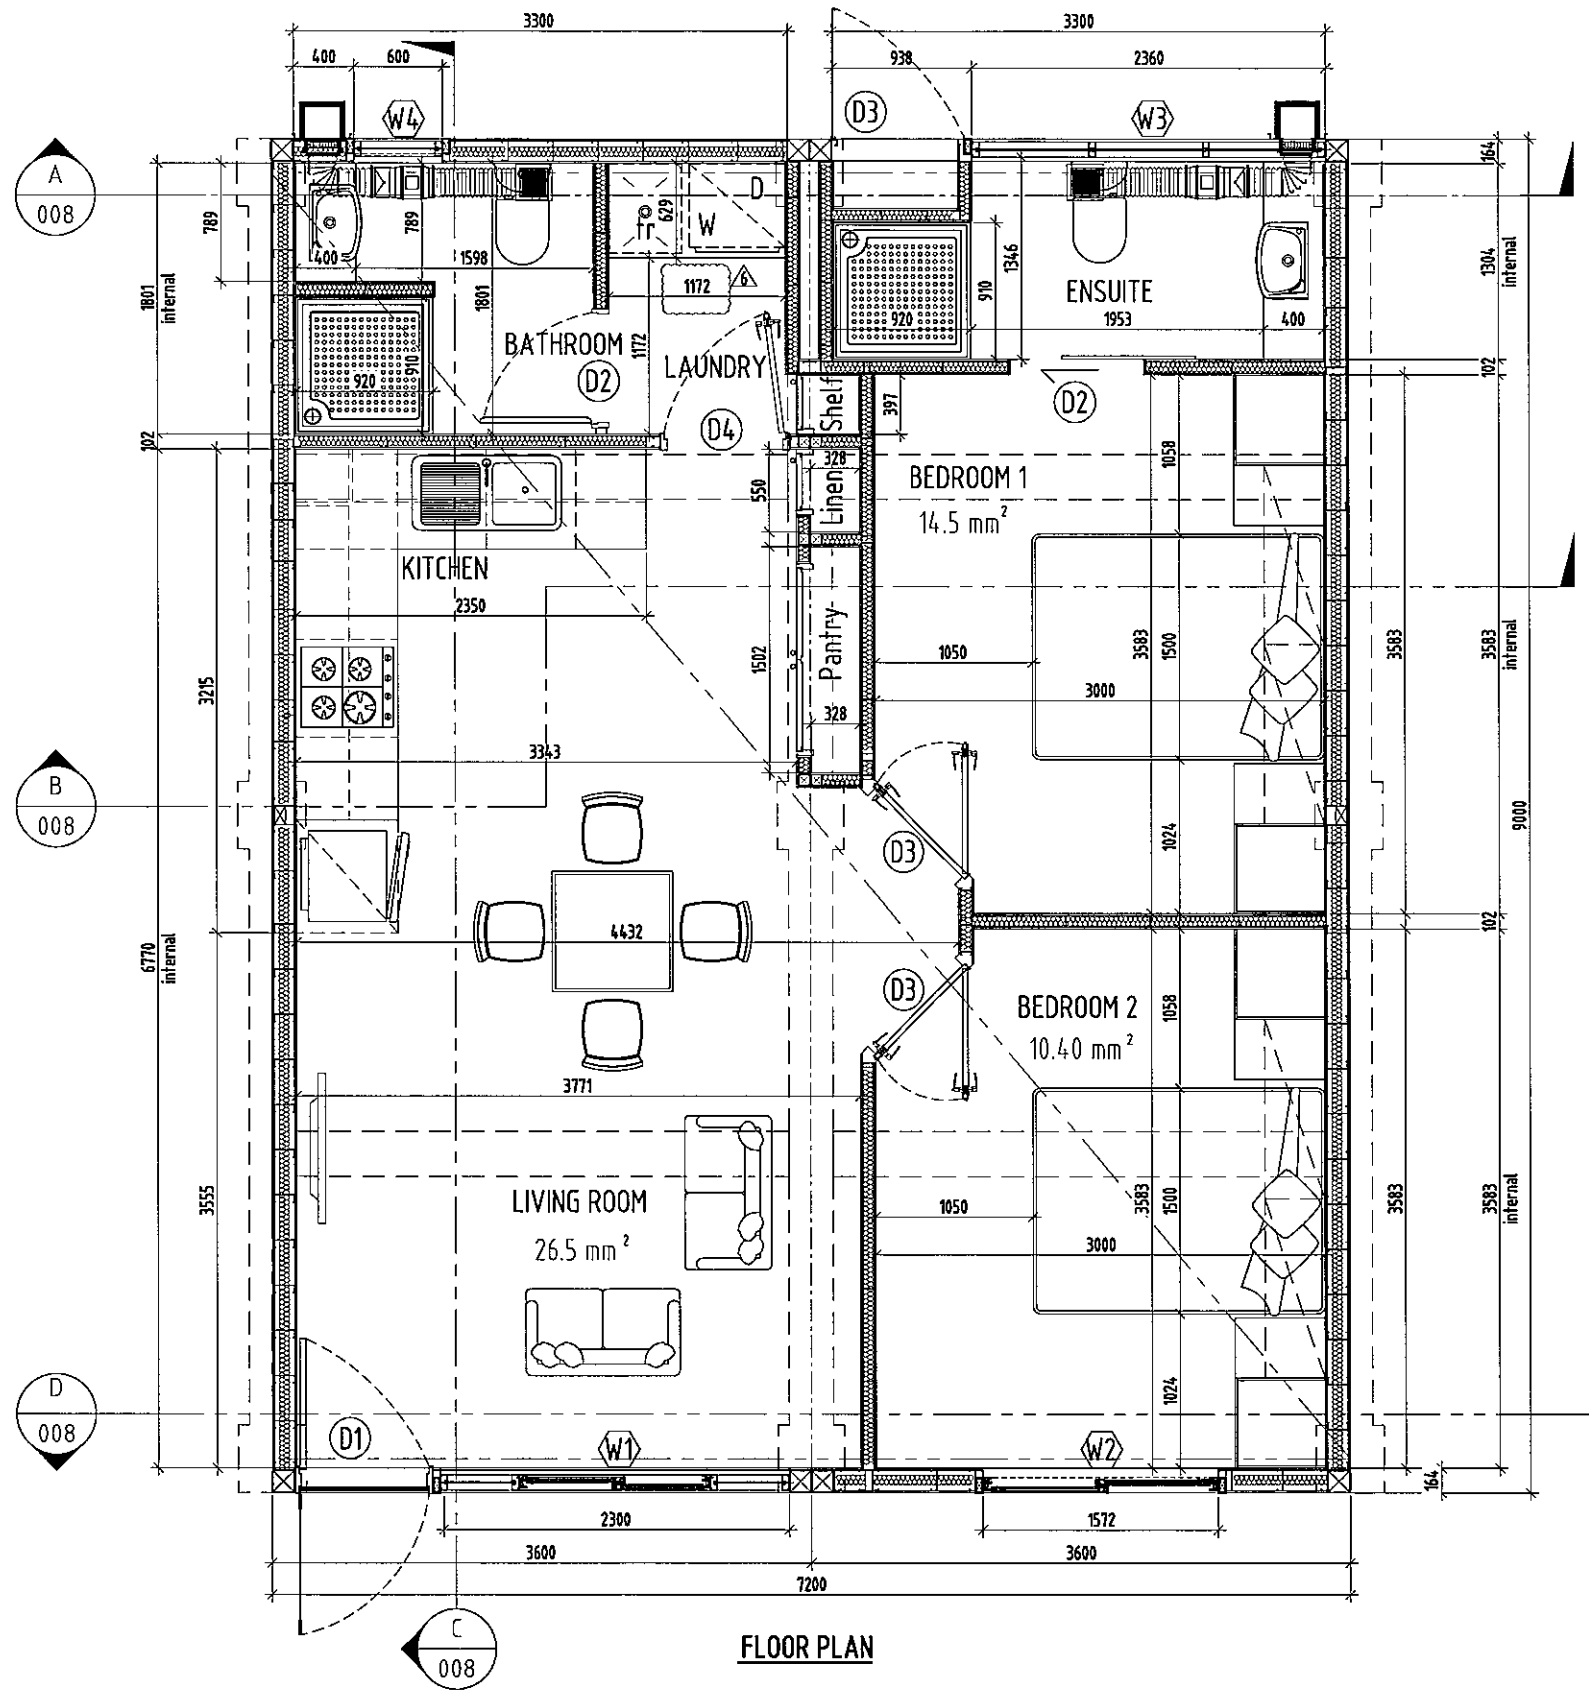 3300
3300
400
600
938
2360
W4
D3
W3
A
008
164
789
789
629
D
W
fr
400
1598
1172
6
1801
internal
1801
1346
910
ENSUITE
1304
internal
920
1953
400
BATHROOM
1172
LAUNDRY
D2
920
910
102
D2
Shelf
397
102
D4
328
BEDROOM 1
14.5 mm²
1058
550
Linen
KITCHEN
2350
3215
1502
Pantry
328
1050
3583
1500
3583
3583
internal
3000
3343
B
008
D3
1024
9000
4432
102
6770
internal
D3
BEDROOM 2
10.40 mm²
1058
3771
LIVING ROOM
26.5 mm²
3555
1050
3583
1500
3583
3583
internal
3000
D
008
D1
W1
W2
1024
164
2300
1572
3600
3600
7200
C
008
FLOOR PLAN